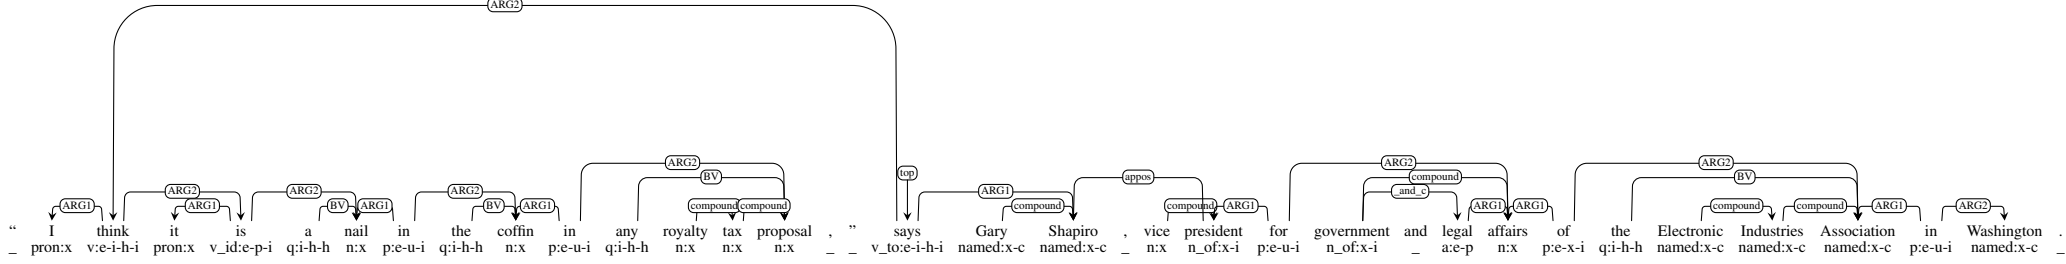 ARG2
ARG2 ARG2 ARG2
BV top appos compound BV
ARG2 ARG2 ARG2 ARG1 _and_c
ARG1 ARG1 BV ARG1 BV ARG1 compound compound compound compound ARG1 ARG1 ARG1 compound compound ARG1 ARG2
“ I think it is a nail in the coffin in any royalty tax proposal , ” says Gary Shapiro , vice president for government and legal affairs of the Electronic Industries Association in Washington .
_ pron:x v:e-i-h-i pron:x v_id:e-p-i q:i-h-h n:x p:e-u-i q:i-h-h n:x p:e-u-i q:i-h-h n:x n:x n:x _ _ v_to:e-i-h-i named:x-c named:x-c _ n:x n_of:x-i p:e-u-i n_of:x-i _ a:e-p n:x p:e-x-i q:i-h-h named:x-c named:x-c named:x-c p:e-u-i named:x-c _